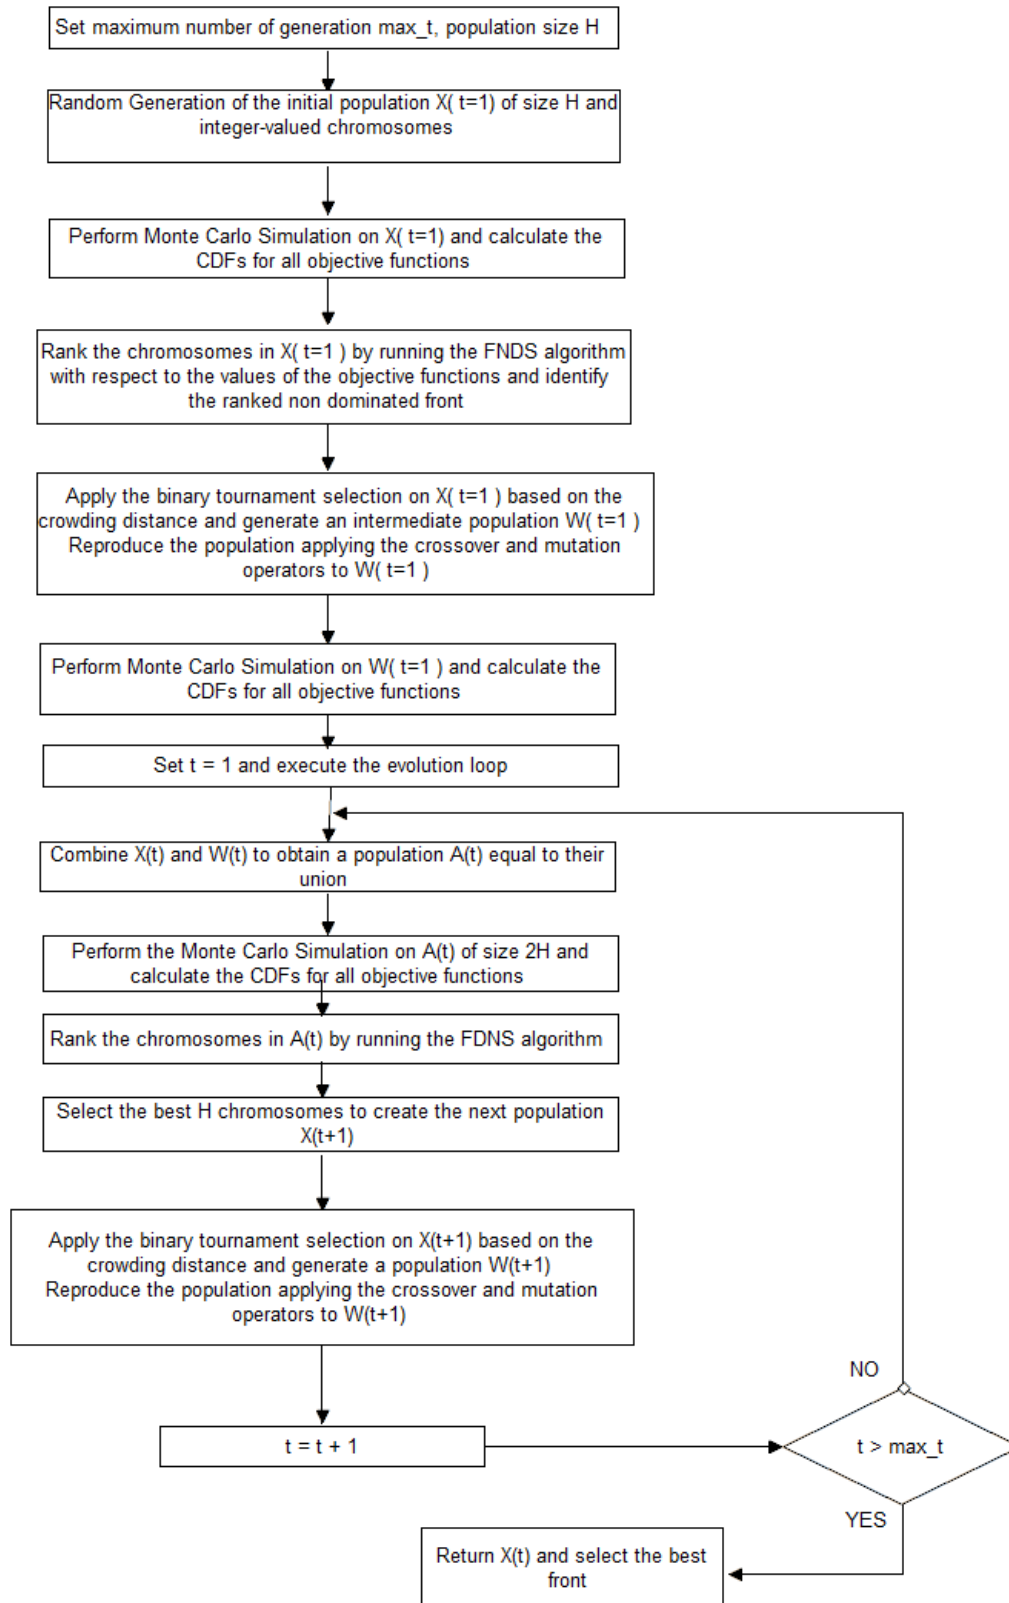 Set maximum number of generation max_t, population size H
Random Generation of the initial population X( t=1) of size H and
integer-valued chromosomes
Perform Monte Carlo Simulation on X( t=1) and calculate the
CDFs for all objective functions
Rank the chromosomes in X( t=1 ) by running the FNDS algorithm
with respect to the values of the objective functions and identify
the ranked non dominated front
Apply the binary tournament selection on X( t=1 ) based on the
crowding distance and generate an intermediate population W( t=1 )
Reproduce the population applying the crossover and mutation
operators to W( t=1 )
Perform Monte Carlo Simulation on W( t=1 ) and calculate the
CDFs for all objective functions
Set t = 1 and execute the evolution loop
Combine X(t) and W(t) to obtain a population A(t) equal to their
union
Perform the Monte Carlo Simulation on A(t) of size 2H and
calculate the CDFs for all objective functions
Rank the chromosomes in A(t) by running the FDNS algorithm
Select the best H chromosomes to create the next population
X(t+1)
Apply the binary tournament selection on X(t+1) based on the
crowding distance and generate a population W(t+1)
Reproduce the population applying the crossover and mutation
operators to W(t+1)
NO
t = t + 1
t > max_t
YES
Return X(t) and select the best
front